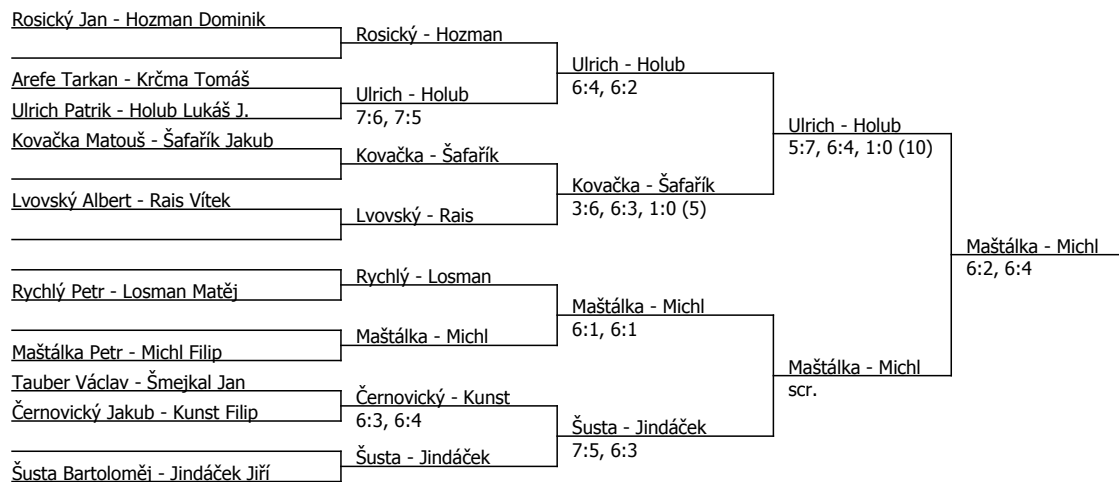 Rosický Jan - Hozman Dominik
Arefe Tarkan - Krčma Tomáš
Ulrich Patrik - Holub Lukáš J.
Kovačka Matouš - Šafařík Jakub
Lvovský Albert - Rais Vítek
Rychlý Petr - Losman Matěj
Maštálka Petr - Michl Filip
Tauber Václav - Šmejkal Jan
Černovický Jakub - Kunst Filip
Šusta Bartoloměj - Jindáček Jiří
Rosický - Hozman
Ulrich - Holub
7:6, 7:5
Kovačka - Šafařík
Lvovský - Rais
Rychlý - Losman
Maštálka - Michl
Černovický - Kunst
6:3, 6:4
Šusta - Jindáček
Ulrich - Holub
6:4, 6:2
Kovačka - Šafařík
3:6, 6:3, 1:0 (5)
Maštálka - Michl
6:1, 6:1
Šusta - Jindáček
7:5, 6:3
Ulrich - Holub
5:7, 6:4, 1:0 (10)
Maštálka - Michl
scr.
Maštálka - Michl
6:2, 6:4